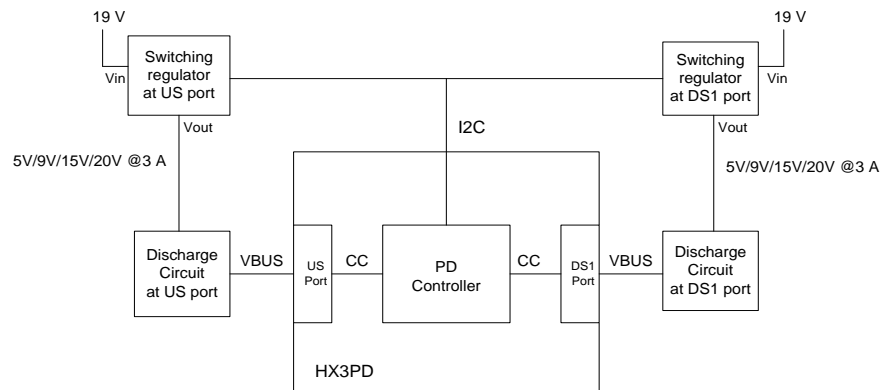 19 V
19 V
Switching
regulator
at US port
Switching
regulator
at DS1 port
Vin
Vin
Vout
Vout
I2C
5V/9V/15V/20V @3 A
5V/9V/15V/20V @3 A
Discharge
Circuit
at US port
VBUS
US
Port
CC
PD
Controller
CC
DS1
Port
VBUS
Discharge
Circuit
at DS1 port
HX3PD